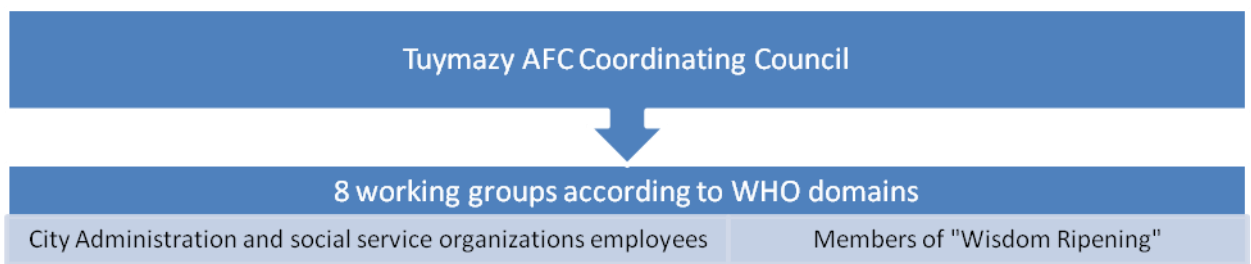 Tuymazy AFC Coordinating Council
8 working groups according to WHO domains
City Administration and social service organizations employees
Members of "Wisdom Ripening"